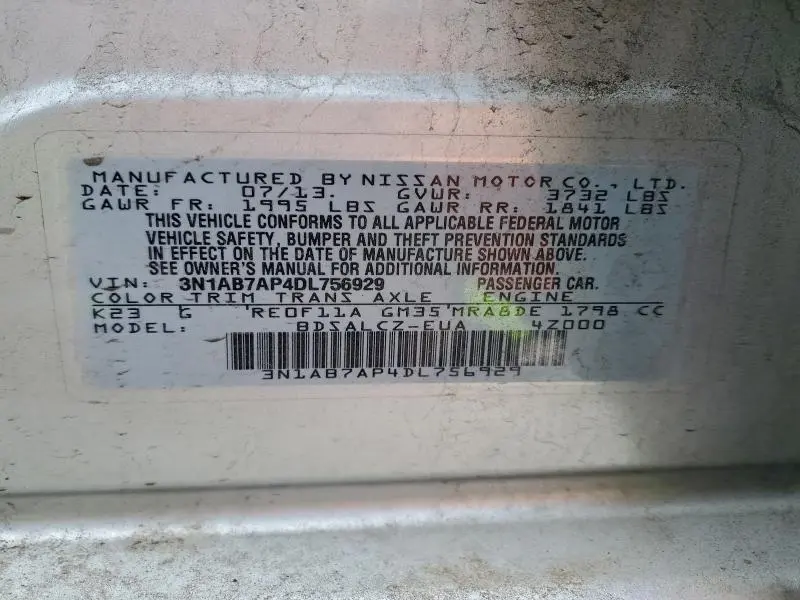 MANUFACTURED BY NISSAN MOTOR CO., LTD.
DATE: 07/13. GVWR: 3732 LBS
GAWR FR: 1995 LBS GAWR RR: 1841 LBS
THIS VEHICLE CONFORMS TO ALL APPLICABLE FEDERAL MOTOR
VEHICLE SAFETY, BUMPER AND THEFT PREVENTION STANDARDS
IN EFFECT ON THE DATE OF MANUFACTURE SHOWN ABOVE.
SEE OWNER'S MANUAL FOR ADDITIONAL INFORMATION
VIN: 3N1AB7AP4DL756929 PASSENGER CAR.
COLOR TRIM TRANS AXLE ENGINE
K23 G RE0F11A GM35 MRA8DE 1798 CC
MODEL: BDSALCZ-EUA 4Z000
3N1AB7AP4DL756929